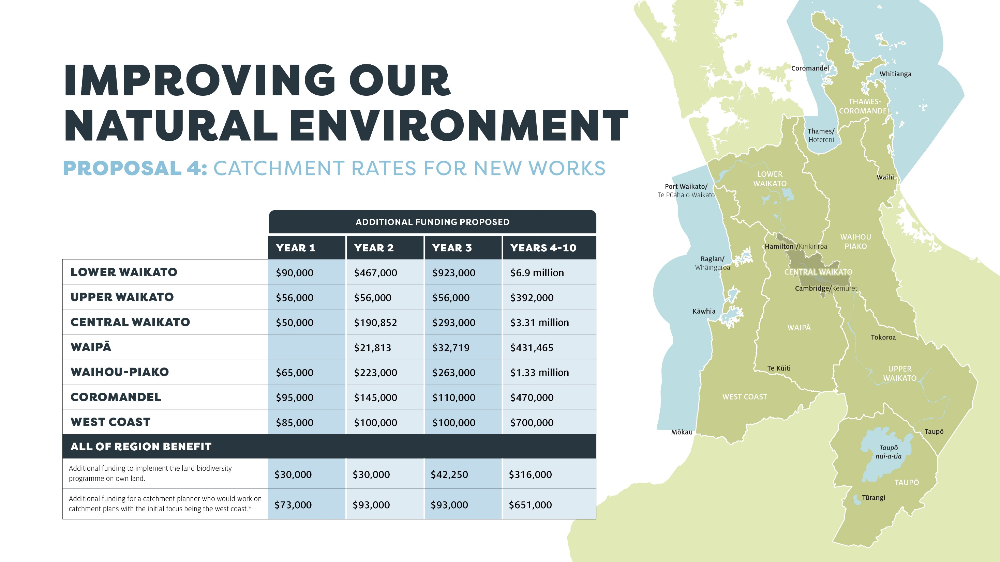 IMPROVING OUR
NATURAL ENVIRONMENT
PROPOSAL 4: CATCHMENT RATES FOR NEW WORKS
ADDITIONAL FUNDING PROPOSED
YEAR 1 YEAR 2 YEAR 3 YEARS 4-10
LOWER WAIKATO $90,000 $467,000 $923,000 $6.9 million
UPPER WAIKATO $56,000 $56,000 $56,000 $392,000
CENTRAL WAIKATO $50,000 $190,852 $293,000 $3.31 million
WAIPĀ $21,813 $32,719 $431,465
WAIHOU-PIAKO $65,000 $223,000 $263,000 $1.33 million
COROMANDEL $95,000 $145,000 $110,000 $470,000
WEST COAST $85,000 $100,000 $100,000 $700,000
ALL OF REGION BENEFIT
Additional funding to implement the land biodiversity
programme on own land.
$30,000 $30,000 $42,250 $316,000
Additional funding for a catchment planner who would work on
catchment plans with the initial focus being the west coast.*
$73,000 $93,000 $93,000 $651,000
Coromandel
Whitianga
THAMES-
COROMANDEL
Thames/
Hotereni
LOWER
WAIKATO
Waihī
Port Waikato/
Te Pūaha o Waikato
WAIHOU
PIAKO
Hamilton /Kirikiriroa
Raglan/
Whāingaroa
CENTRAL WAIKATO
Cambridge/Kemureti
Kāwhia
WAIPĀ
Tokoroa
Te Kūiti
UPPER
WAIKATO
WEST COAST
Mōkau
Taupō
Taupō
nui-a-tia
TAUPŌ
Tūrangi